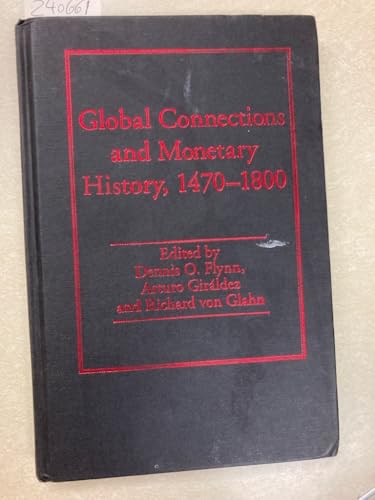 240661
Global Connections
and Monetary
History, 1470–1800
Edited by
Dennis O. Flynn,
Arturo Giráldez
and Richard von Glahn